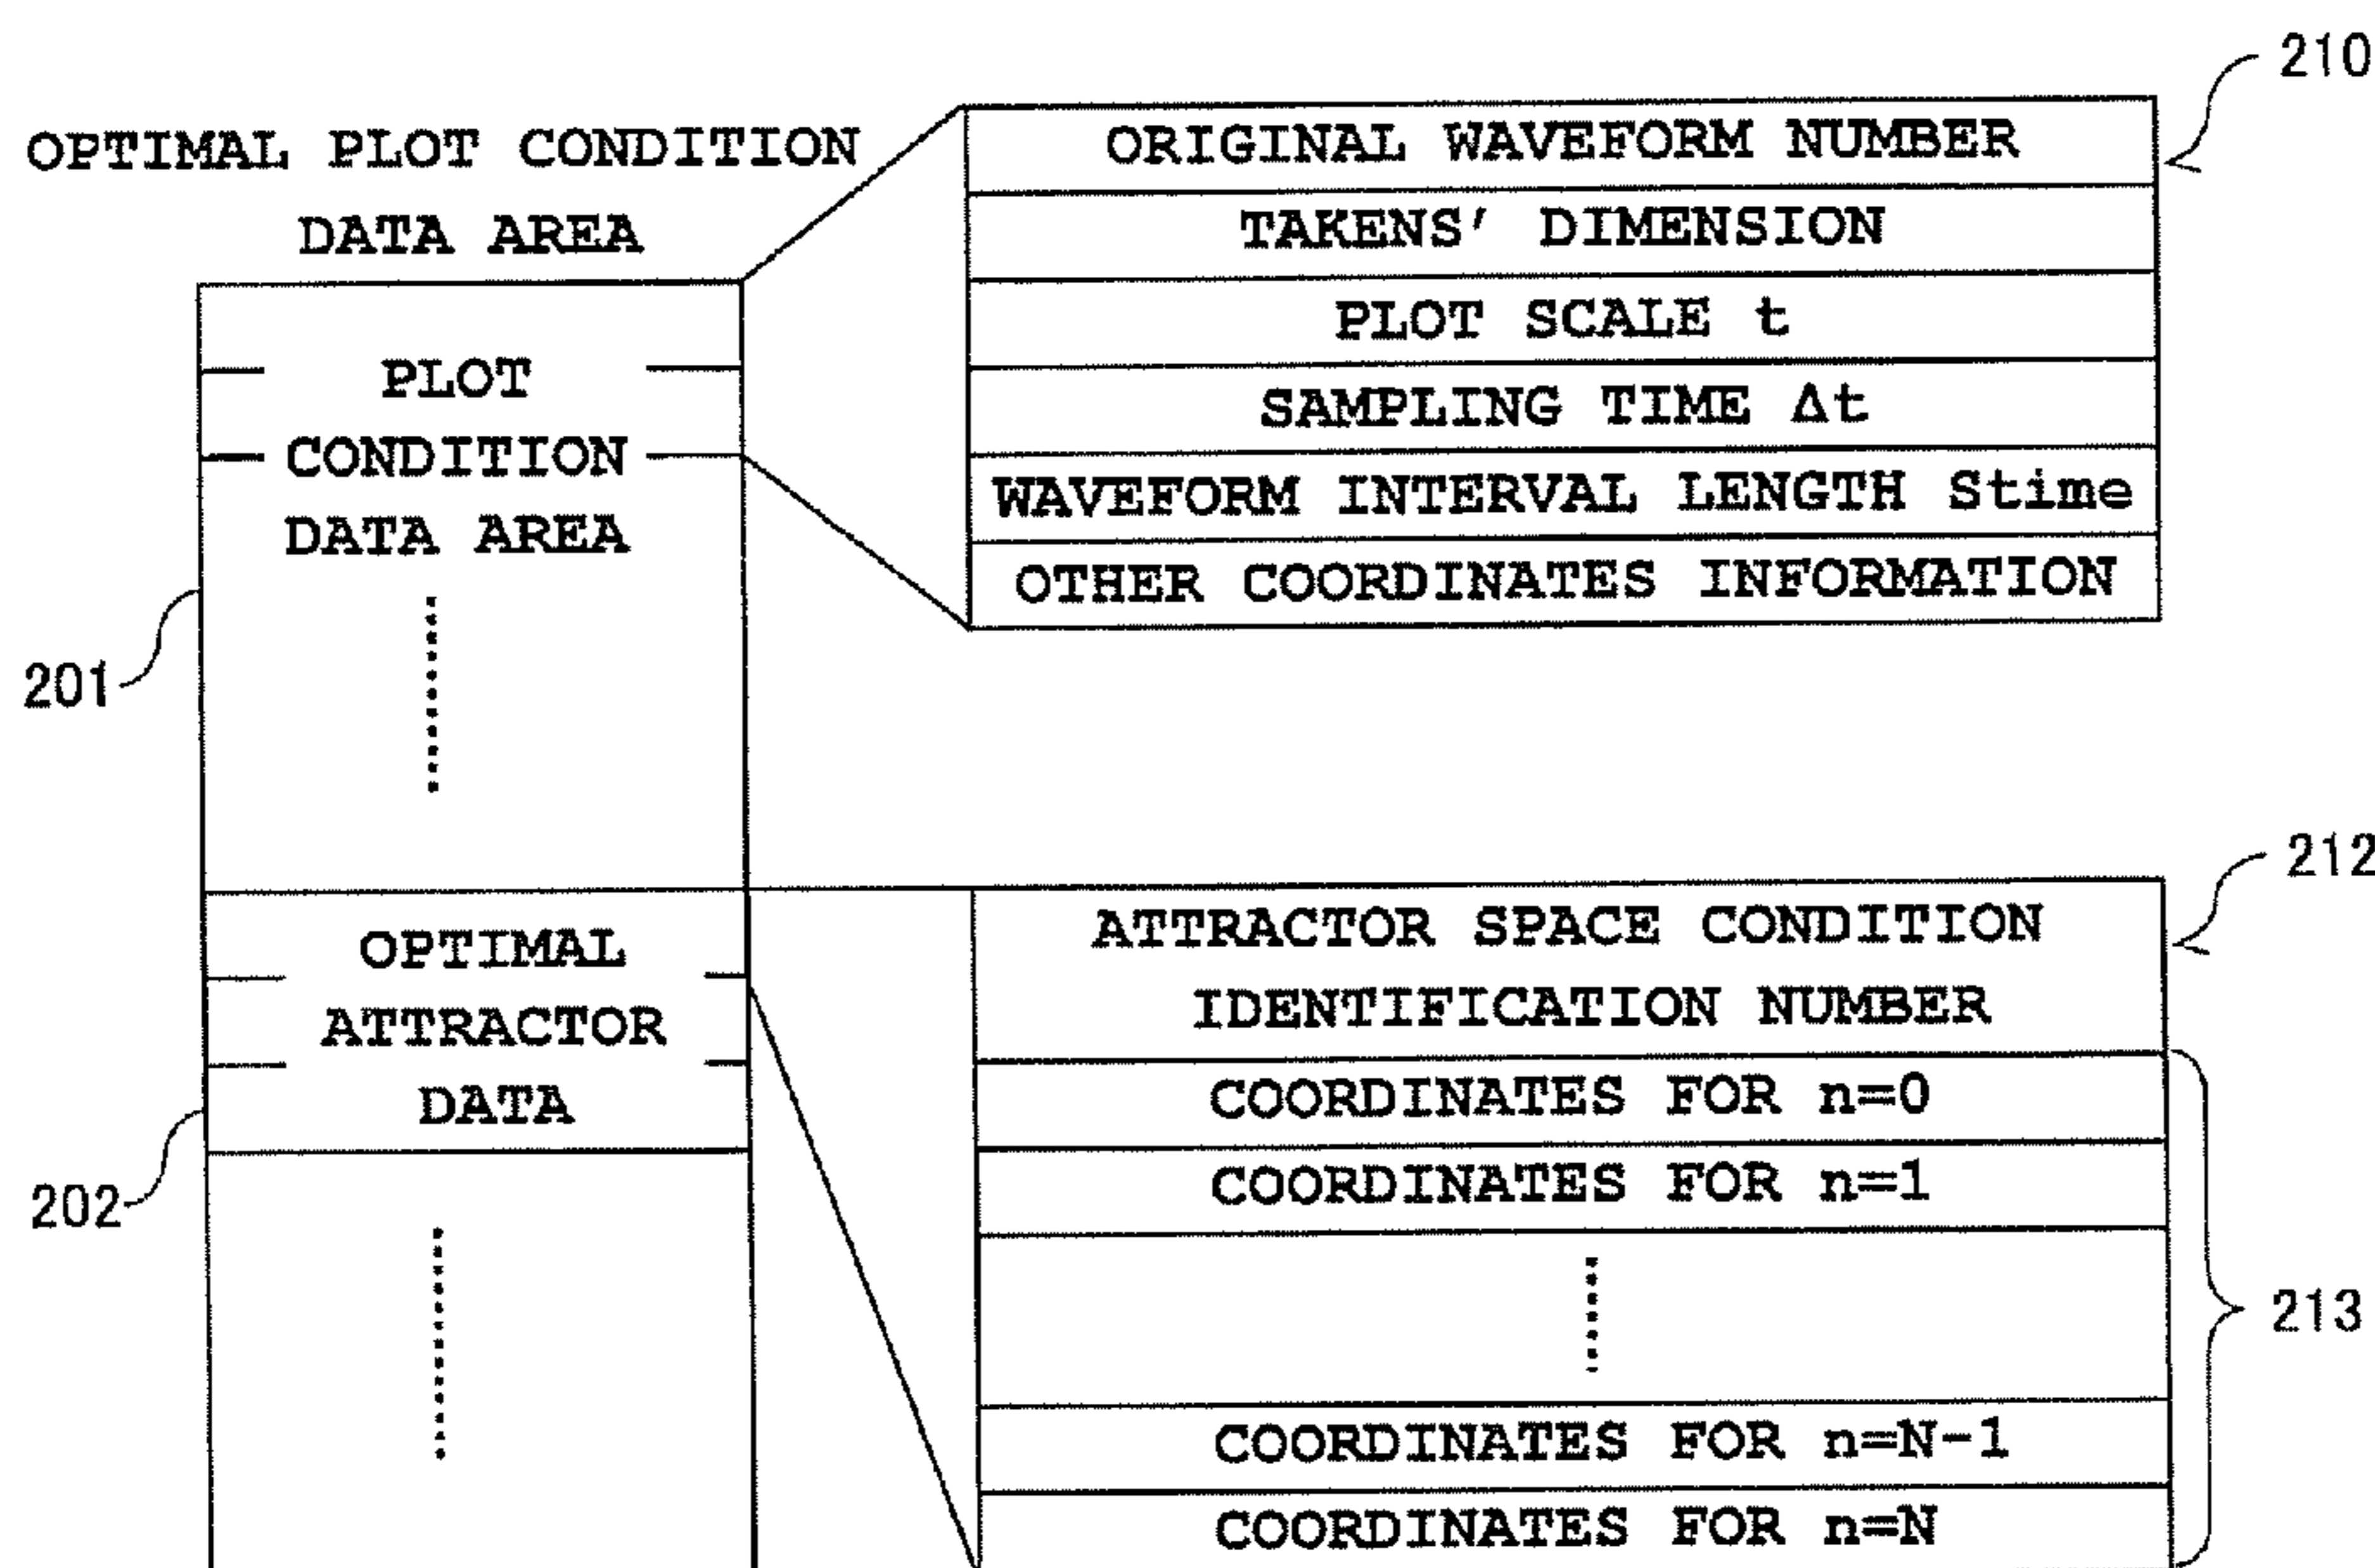 210
OPTIMAL PLOT CONDITION
DATA AREA
ORIGINAL WAVEFORM NUMBER
TAKENS' DIMENSION
PLOT SCALE t
SAMPLING TIME Δt
WAVEFORM INTERVAL LENGTH Stime
OTHER COORDINATES INFORMATION
PLOT
CONDITION
DATA AREA
201
212
ATTRACTOR SPACE CONDITION
IDENTIFICATION NUMBER
COORDINATES FOR n=0
COORDINATES FOR n=1
COORDINATES FOR n=N-1
COORDINATES FOR n=N
213
OPTIMAL
ATTRACTOR
DATA
202